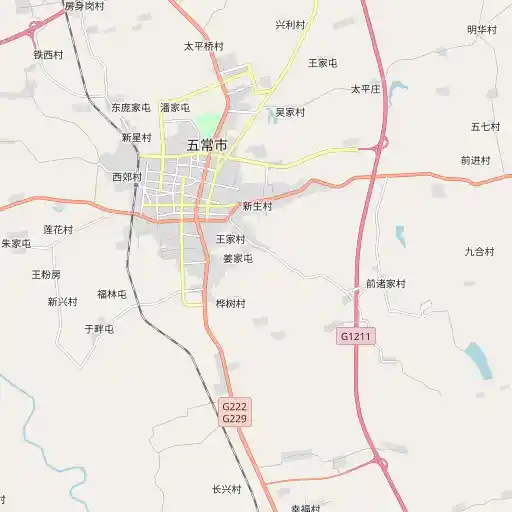 房身岗村
兴利村
明华村
太平桥村
铁西村
王家屯
太平庄
东庞家屯
潘家屯
吴家村
五七村
新星村
五常市
前进村
西郊村
新生村
莲花村
朱家屯
王家村
九合村
姜家屯
王粉房
前诸家村
福林屯
新兴村
桦树村
于畔屯
G1211
G222
G229
长兴村
村
幸福村